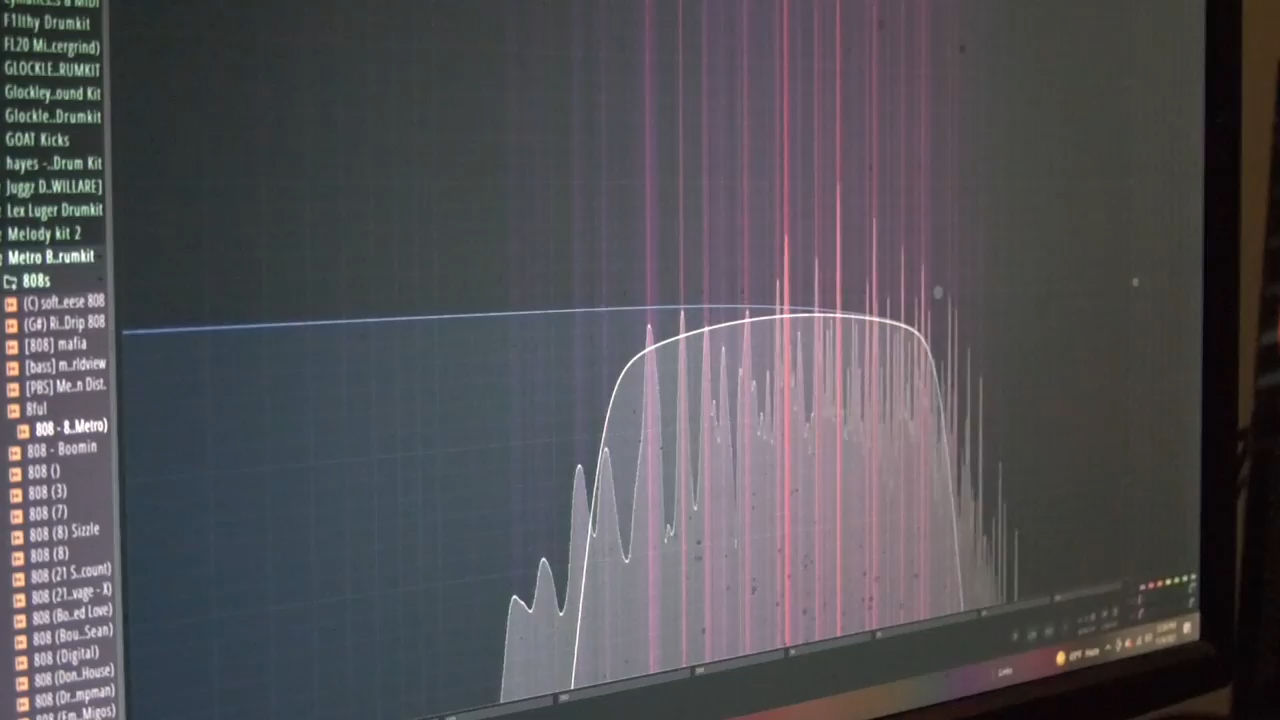 F1lthy Drumkit
FL20 Mi..cergrind)
GLOCKLE..RUMKIT
Glockley..ound Kit
Glockle..Drumkit
GOAT Kicks
hayes -..Drum Kit
Juggz D..WILLARE]
Lex Luger Drumkit
Melody kit 2
Metro B..rumkit
808s
(C) soft..eese 808
(G#) Ri..Drip 808
[808] mafia
[bass] m..rldview
[PBS] Me..n Dist.
8ful
808 - 8..Metro)
808 - Boomin
808 ()
808 (3)
808 (7)
808 (8) Sizzle
808 (8)
808 (21 S..count)
808 (21..vage - X)
808 (Bo..ed Love)
808 (Bou..Sean)
808 (Digital)
808 (Don..House)
808 (Dr..mpman)
808 (Em..Migos)